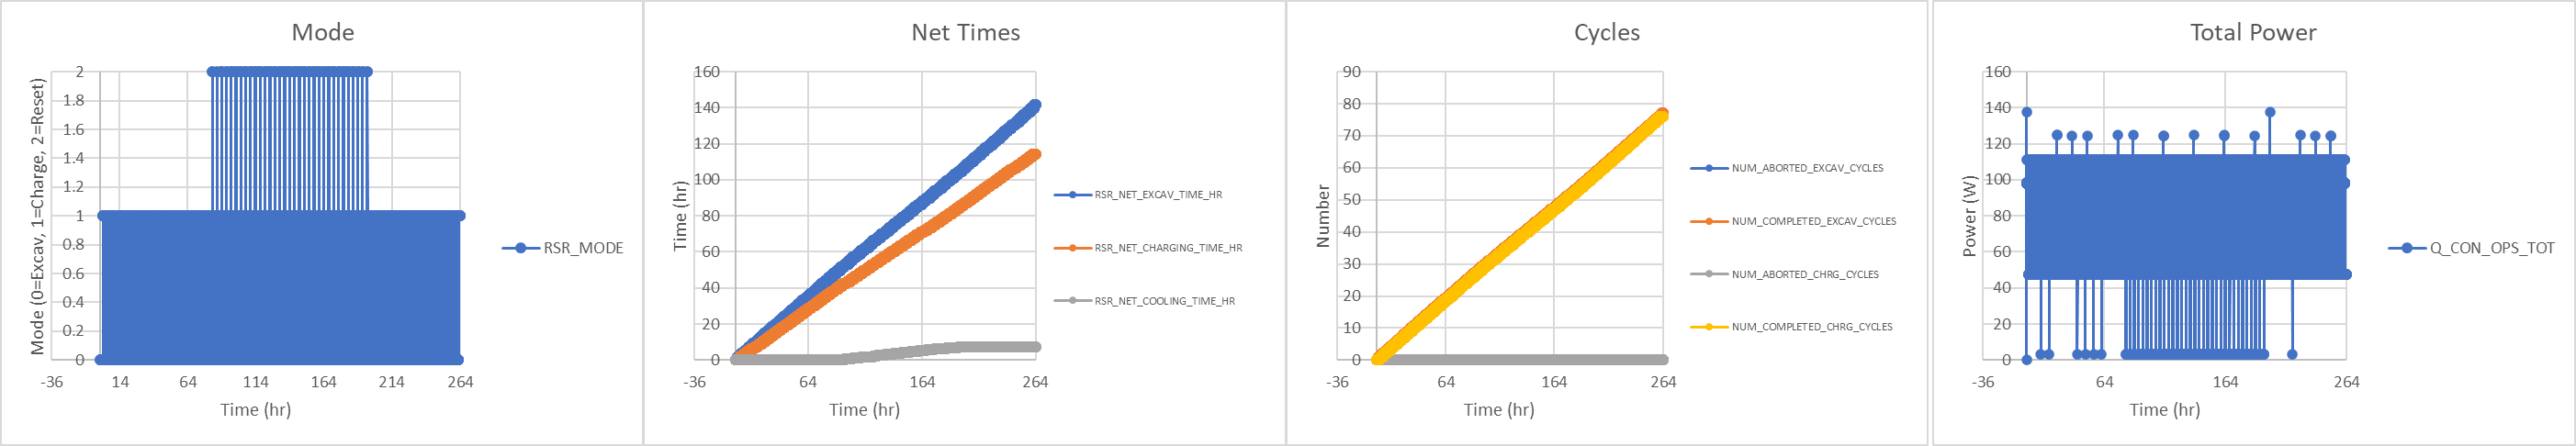 Mode
Mode (0=Excav, 1=Charge, 2=Reset)
2
1.8
1.6
1.4
1.2
1
0.8
0.6
0.4
0.2
0
-36 14 64 114 164 214 264
Time (hr)
RSR_MODE
Net Times
Time (hr)
160
140
120
100
80
60
40
20
0
-36 64 164 264
Time (hr)
RSR_NET_EXCAV_TIME_HR
RSR_NET_CHARGING_TIME_HR
RSR_NET_COOLING_TIME_HR
Cycles
Number
90
80
70
60
50
40
30
20
10
0
-36 64 164 264
Time (hr)
NUM_ABORTED_EXCAV_CYCLES
NUM_COMPLETED_EXCAV_CYCLES
NUM_ABORTED_CHRG_CYCLES
NUM_COMPLETED_CHRG_CYCLES
Total Power
Power (W)
160
140
120
100
80
60
40
20
0
-36 64 164 264
Time (hr)
Q_CON_OPS_TOT